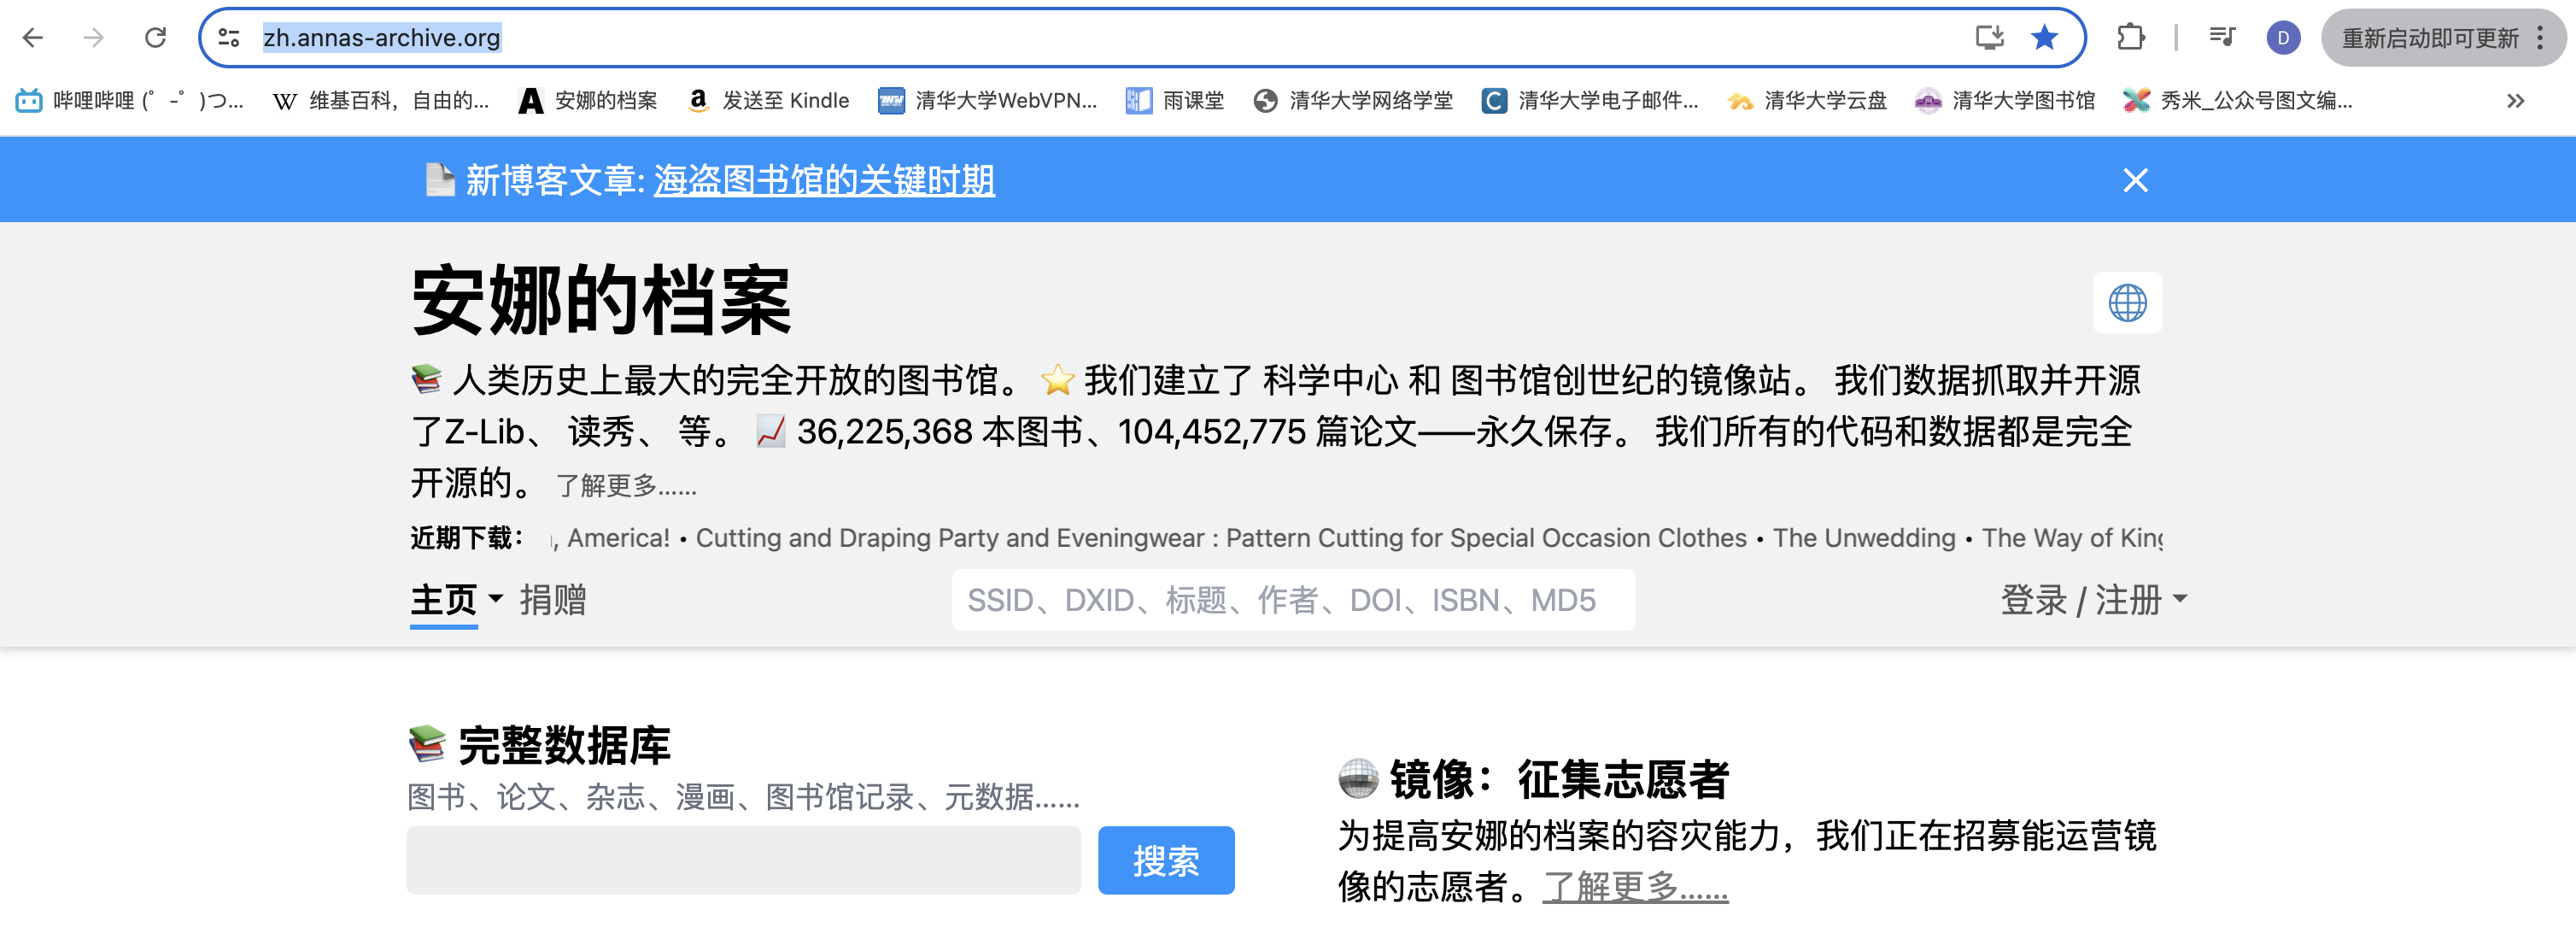 zh.annas-archive.org
D
重新启动即可更新
哔哩哔哩 (゜-゜)つ... 维基百科，自由的... 安娜的档案 发送至 Kindle 清华大学WebVPN... 雨课堂 清华大学网络学堂 清华大学电子邮件... 清华大学云盘 清华大学图书馆 秀米_公众号图文编...
新博客文章: 海盗图书馆的关键时期
安娜的档案
📚 人类历史上最大的完全开放的图书馆。 ⭐ 我们建立了 科学中心 和 图书馆创世纪的镜像站。 我们数据抓取并开源
了Z-Lib、 读秀、 等。 📈 36,225,368 本图书、104,452,775 篇论文——永久保存。 我们所有的代码和数据都是完全
开源的。 了解更多……
近期下载： , America! • Cutting and Draping Party and Eveningwear : Pattern Cutting for Special Occasion Clothes • The Unwedding • The Way of King
主页 捐赠 SSID、DXID、标题、作者、DOI、ISBN、MD5 登录 / 注册
📚 完整数据库
图书、论文、杂志、漫画、图书馆记录、元数据……
搜索
镜像：征集志愿者
为提高安娜的档案的容灾能力，我们正在招募能运营镜
像的志愿者。了解更多……